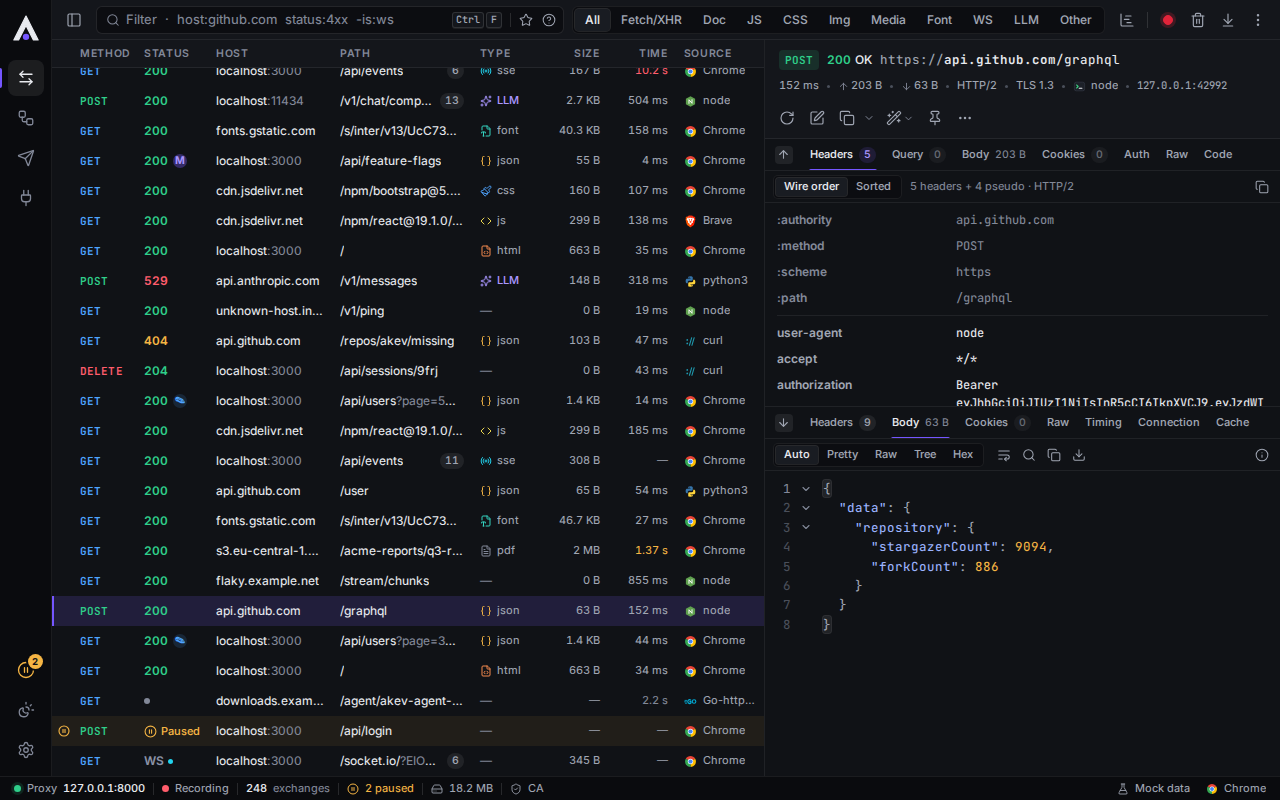 Filter · host:github.com status:4xx -is:ws Ctrl F All Fetch/XHR Doc JS CSS Img Media Font WS LLM Other
METHOD STATUS HOST PATH TYPE SIZE TIME SOURCE
GET 200 localhost:3000 /api/events 6 sse 167 B 10.2 s Chrome
POST 200 localhost:11434 /v1/chat/comp... 13 LLM 2.7 KB 504 ms node
GET 200 fonts.gstatic.com /s/inter/v13/UcC73... font 40.3 KB 158 ms Chrome
GET 200 M localhost:3000 /api/feature-flags json 55 B 4 ms Chrome
GET 200 cdn.jsdelivr.net /npm/bootstrap@5.... css 160 B 107 ms Chrome
GET 200 cdn.jsdelivr.net /npm/react@19.1.0/... js 299 B 138 ms Brave
GET 200 localhost:3000 / html 663 B 35 ms Chrome
POST 529 api.anthropic.com /v1/messages LLM 148 B 318 ms python3
GET 200 unknown-host.in... /v1/ping — 0 B 19 ms node
GET 404 api.github.com /repos/akev/missing json 103 B 47 ms curl
DELETE 204 localhost:3000 /api/sessions/9frj — 0 B 43 ms curl
GET 200 localhost:3000 /api/users?page=5... json 1.4 KB 14 ms Chrome
GET 200 cdn.jsdelivr.net /npm/react@19.1.0/... js 299 B 185 ms Chrome
GET 200 localhost:3000 /api/events 11 sse 308 B — Chrome
GET 200 api.github.com /user json 65 B 54 ms python3
GET 200 fonts.gstatic.com /s/inter/v13/UcC73... font 46.7 KB 27 ms Chrome
GET 200 s3.eu-central-1.... /acme-reports/q3-r... pdf 2 MB 1.37 s Chrome
GET 200 flaky.example.net /stream/chunks — 0 B 855 ms node
POST 200 api.github.com /graphql json 63 B 152 ms node
GET 200 localhost:3000 /api/users?page=3... json 1.4 KB 44 ms Chrome
GET 200 localhost:3000 / html 663 B 34 ms Chrome
GET downloads.exam... /agent/akev-agent-... — — 2.2 s Go-http...
POST Paused localhost:3000 /api/login — — — Chrome
GET WS localhost:3000 /socket.io/?EIO... 6 — 345 B — Chrome
POST 200 OK https://api.github.com/graphql
152 ms • ↑ 203 B • ↓ 63 B • HTTP/2 • TLS 1.3 • node • 127.0.0.1:42992
Headers 5 Query 0 Body 203 B Cookies 0 Auth Raw Code
Wire order Sorted 5 headers + 4 pseudo · HTTP/2
:authority api.github.com
:method POST
:scheme https
:path /graphql
user-agent node
accept */*
authorization Bearer
eyJhbGciOiJIUzI1NiIsInR5cCI6IkpXVCJ9.eyJzdWI
Headers 9 Body 63 B Cookies 0 Raw Timing Connection Cache
Auto Pretty Raw Tree Hex
1 {
2 "data": {
3 "repository": {
4 "stargazerCount": 9094,
5 "forkCount": 886
6 }
7 }
8 }
2
Proxy 127.0.0.1:8000 Recording 248 exchanges 2 paused 18.2 MB CA Mock data Chrome